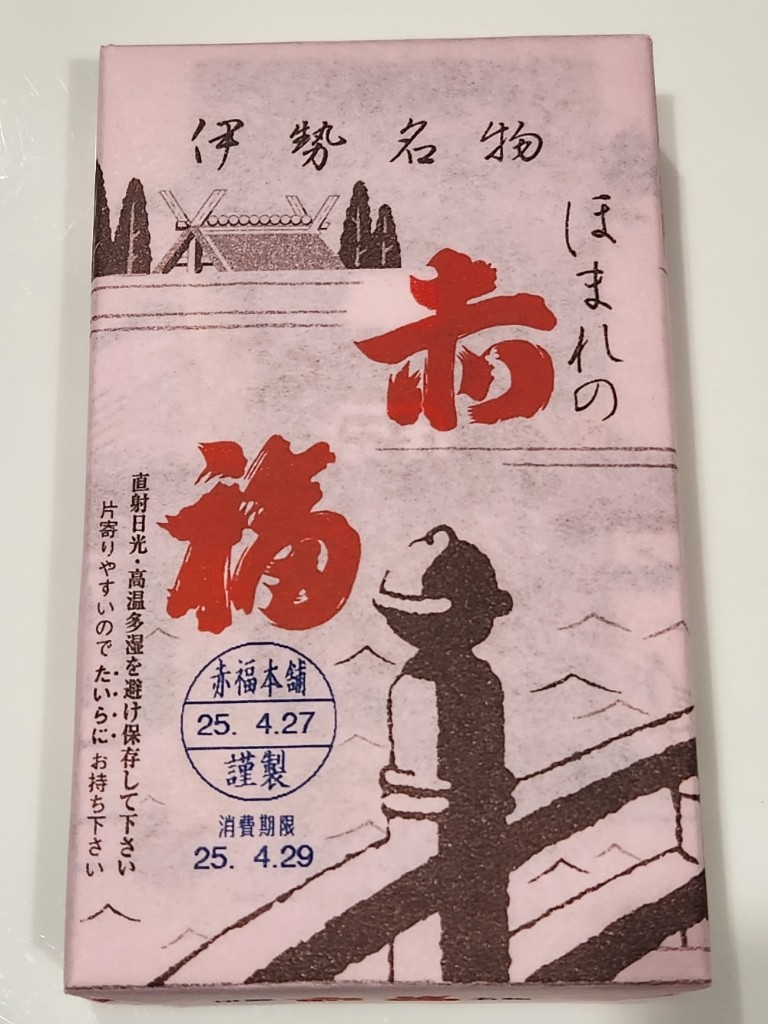 伊勢名物
ほまれの
赤
福
直射日光・高温多湿を避け保存して下さい
片寄りやすいのでたいらにお持ち下さい
赤福本舗
25. 4.27
謹製
消費期限
25. 4.29